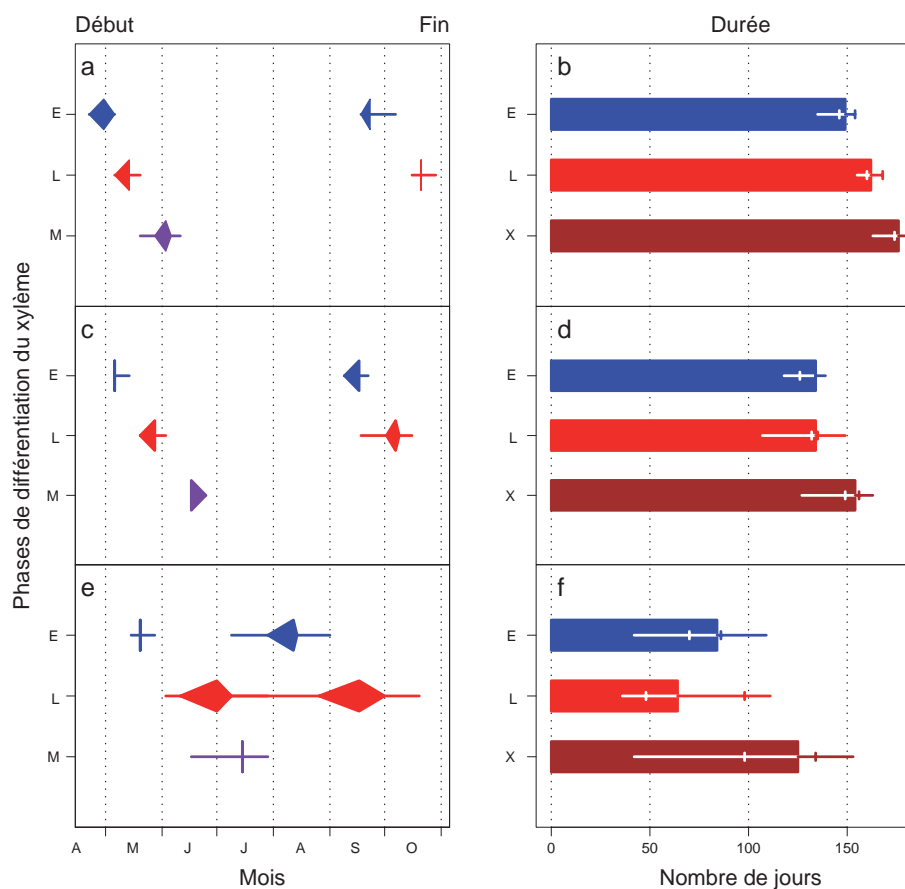 Début Fin Durée
Phases de différentiation du xylème
a
E
L
M
b
E
L
X
c
E
L
M
d
E
L
X
e
E
L
M
f
E
L
X
A M J J A S O
Mois
0 50 100 150
Nombre de jours